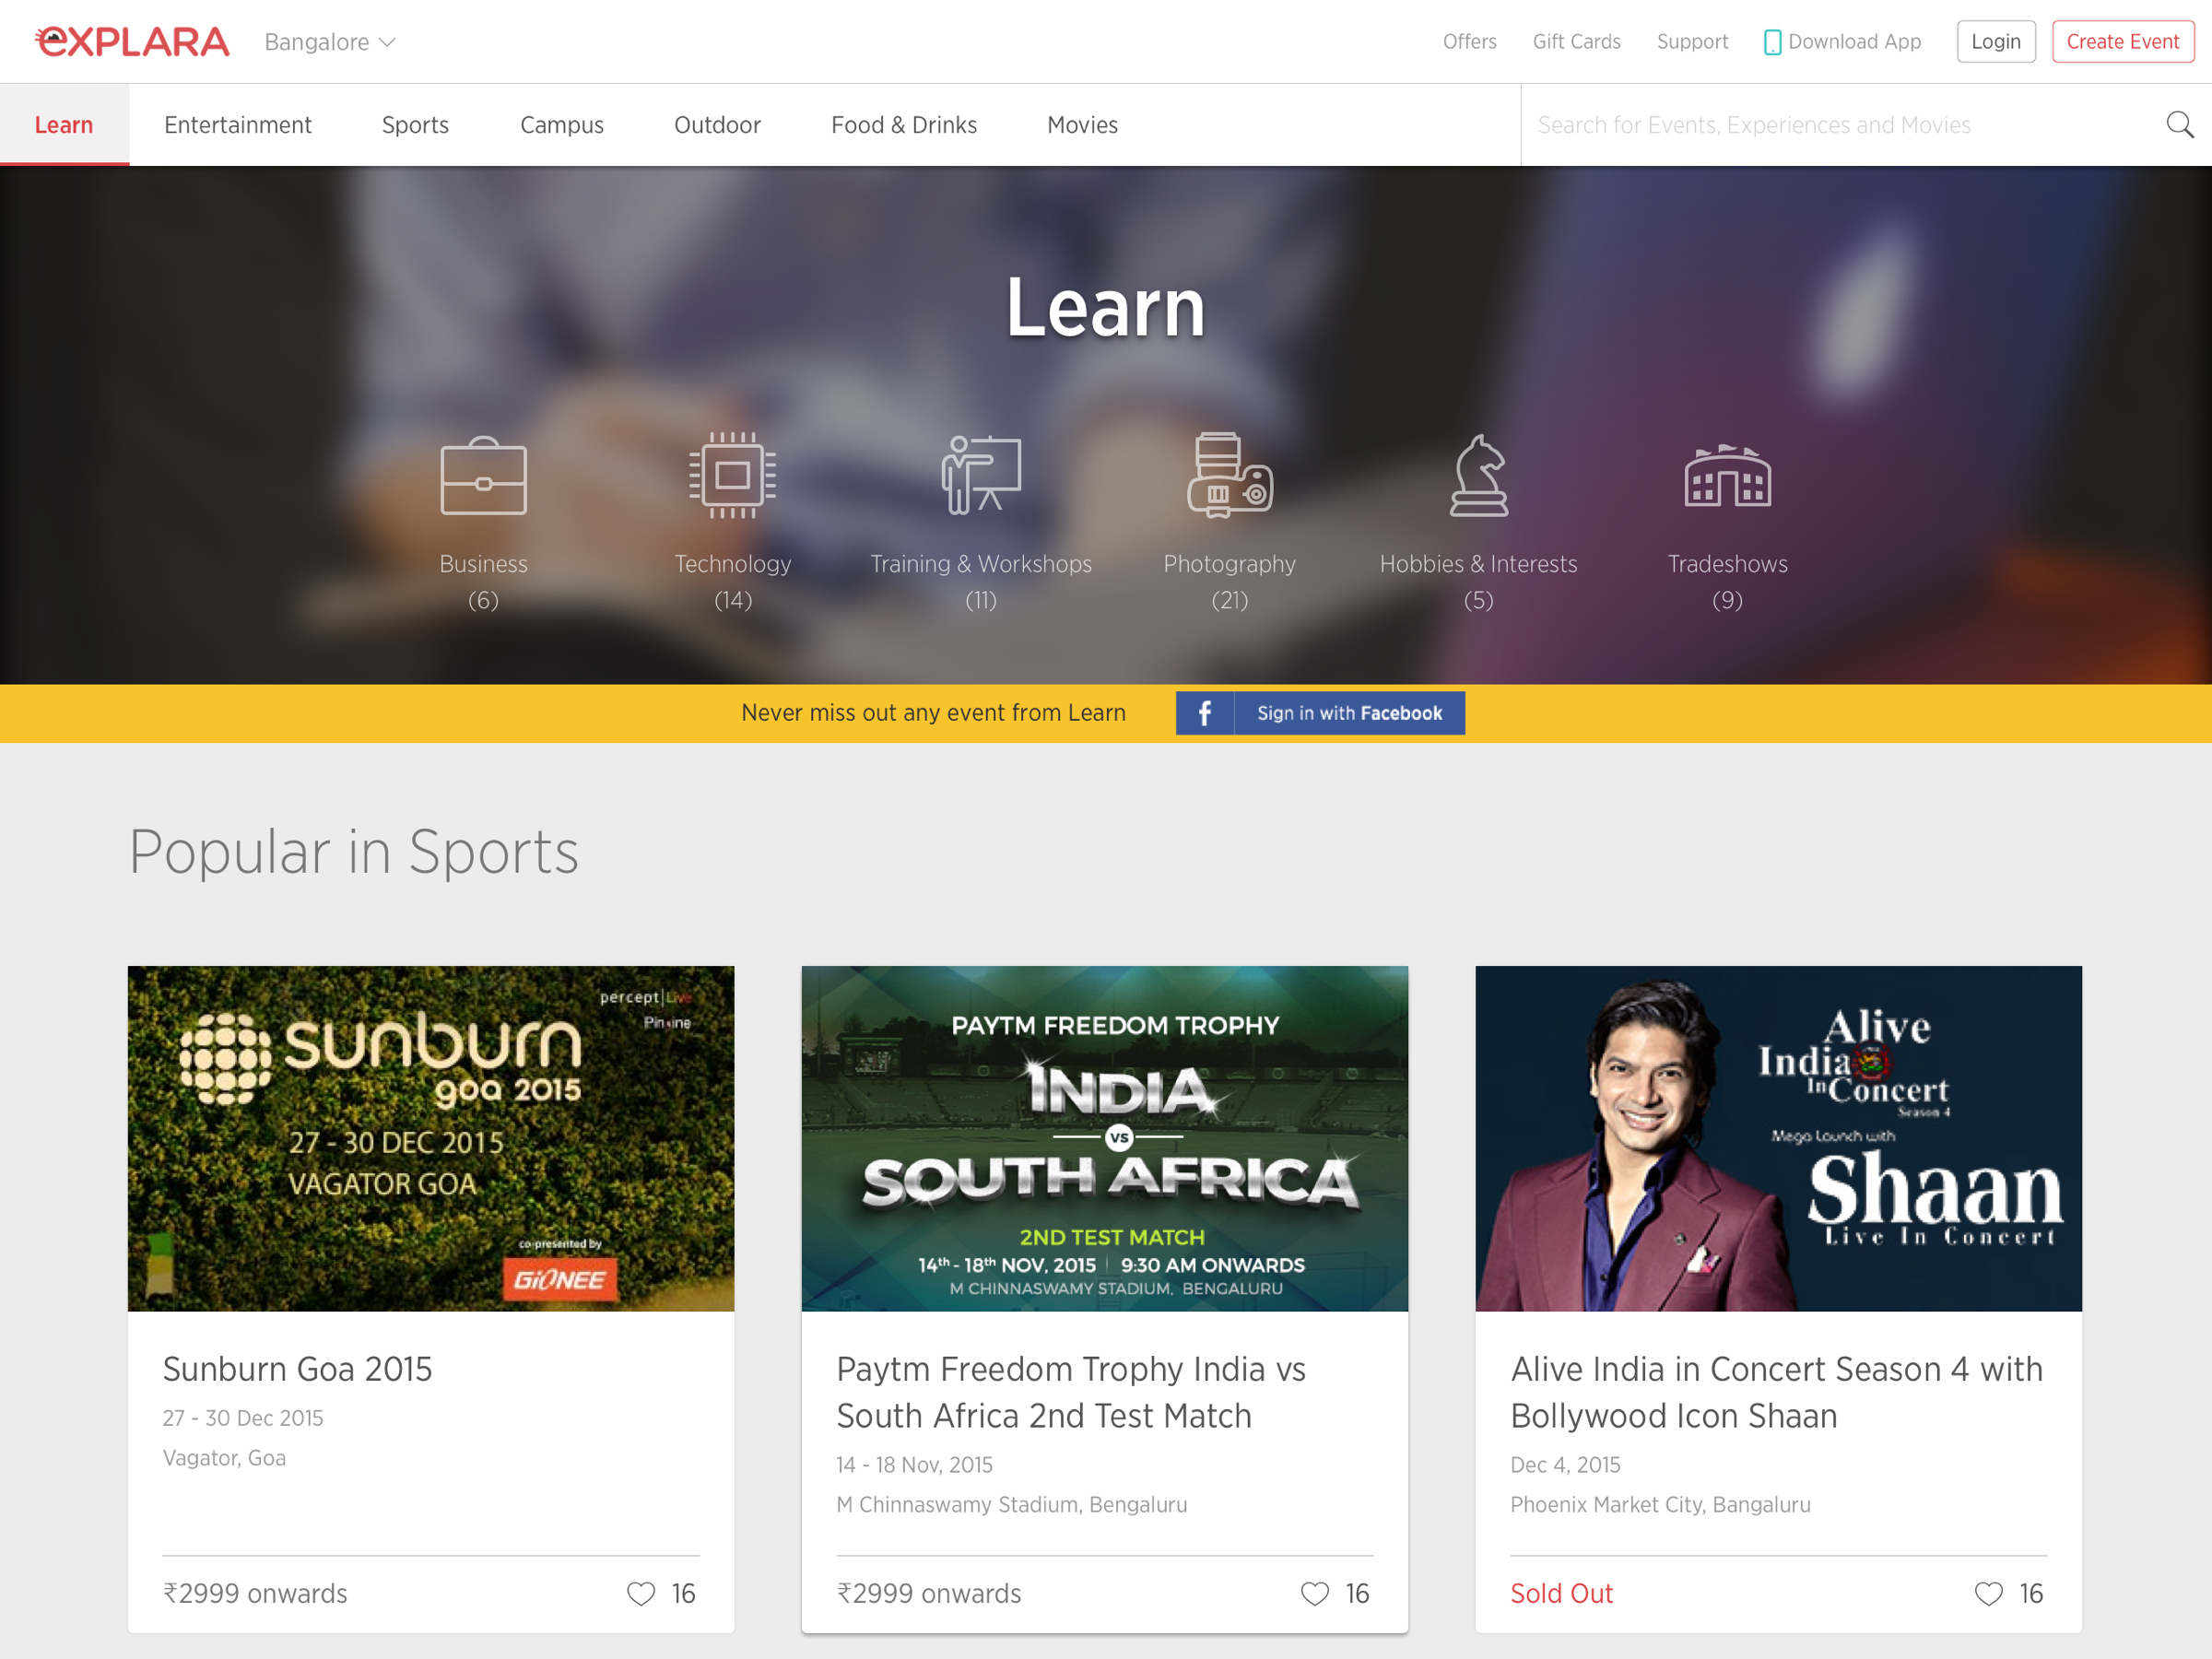 eXPLARA
Bangalore
Offers
Gift Cards
Support
Download App
Login
Create Event
Learn
Entertainment
Sports
Campus
Outdoor
Food & Drinks
Movies
Search for Events, Experiences and Movies
Learn
Business
(6)
Technology
(14)
Training & Workshops
(11)
Photography
(21)
Hobbies & Interests
(5)
Tradeshows
(9)
Never miss out any event from Learn
f Sign in with Facebook
Popular in Sports
percept|Live
sunburn
goa 2015
27 - 30 DEC 2015
VAGATOR GOA
co-presented by
GiONEE
Sunburn Goa 2015
27 - 30 Dec 2015
Vagator, Goa
₹2999 onwards
16
PAYTM FREEDOM TROPHY
INDIA
VS
SOUTH AFRICA
2ND TEST MATCH
14th - 18th NOV, 2015 | 9:30 AM ONWARDS
M CHINNASWAMY STADIUM, BENGALURU
Paytm Freedom Trophy India vs
South Africa 2nd Test Match
14 - 18 Nov, 2015
M Chinnaswamy Stadium, Bengaluru
₹2999 onwards
16
Alive
India
In Concert
Season 4
Mega Launch with
Shaan
Live In Concert
Alive India in Concert Season 4 with
Bollywood Icon Shaan
Dec 4, 2015
Phoenix Market City, Bangaluru
Sold Out
16